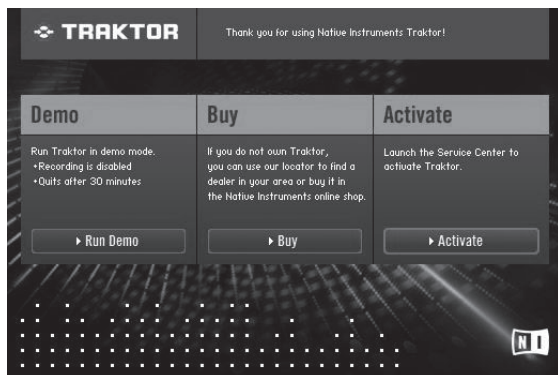 TRAKTOR
Thank you for using Native Instruments Traktor!
Demo
Run Traktor in demo mode.
•Recording is disabled
•Quits after 30 minutes
Run Demo
Buy
If you do not own Traktor,
you can use our locator to find a
dealer in your area or buy it in
the Native Instruments online shop.
Buy
Activate
Launch the Service Center to
activate Traktor.
Activate
NI